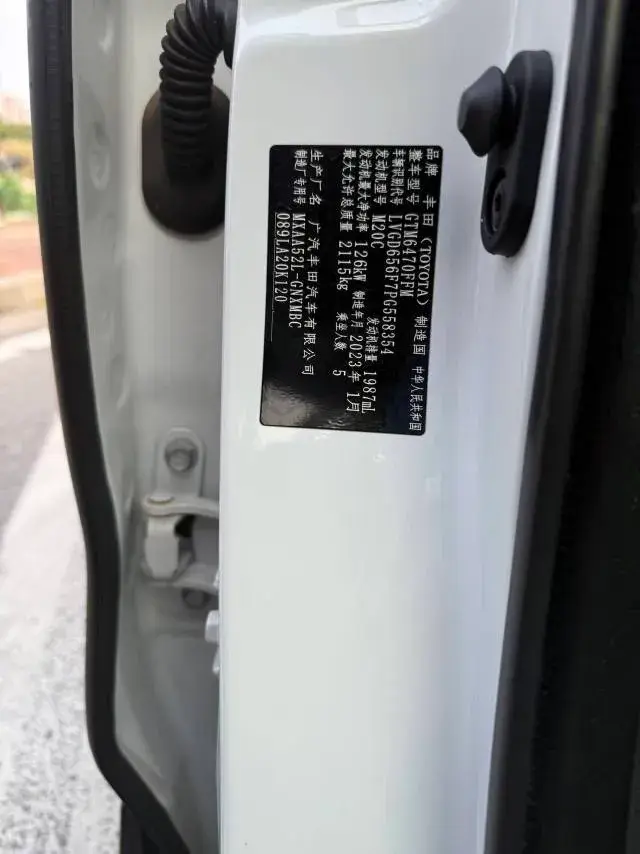 品牌 丰田(TOYOTA) 制造国 中华人民共和国
整车型号 GTM6470FFM
车辆识别代号 LVGD656F7PG558354
发动机型号 M20C 发动机排量 1987mL
发动机最大净功率 126kW 制造年月 2023年 1月
最大允许总质量 2115kg 乘坐人数 5
生产厂名 广汽丰田汽车有限公司
制造厂专用号 MXAA52L-GNXMBC
089LA20K120